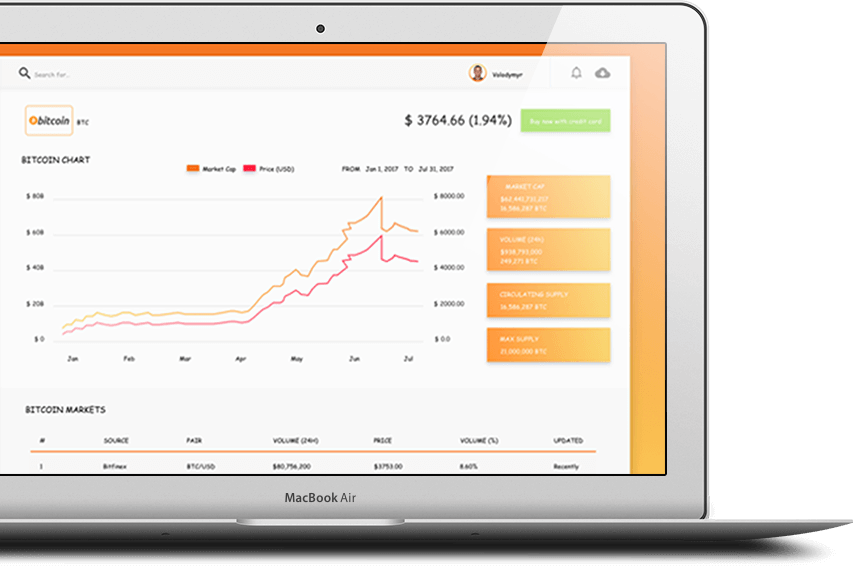 Search for...
Volodymyr
bitcoin BTC
$ 3764.66 (1.94%)
Buy now with credit card
BITCOIN CHART
Market Cap Price (USD)
FROM Jan 1, 2017 TO Jul 31, 2017
$ 80B
$ 60B
$ 40B
$ 20B
$ 0
$ 8000.00
$ 6000.00
$ 4000.00
$ 2000.00
$ 0.0
Jan Feb Mar Apr May Jun Jul
MARKET CAP
16,586,287 BTC
VOLUME (24H)
$938,793,000
249,271 BTC
CIRCULATING SUPPLY
16,586,287 BTC
MAX SUPPLY
21,000,000 BTC
BITCOIN MARKETS
# SOURCE PAIR VOLUME (24H) PRICE VOLUME (%) UPDATED
1 Bitfinex BTC/USD $80,756,200 $3753.00 8.60% Recently
MacBook Air